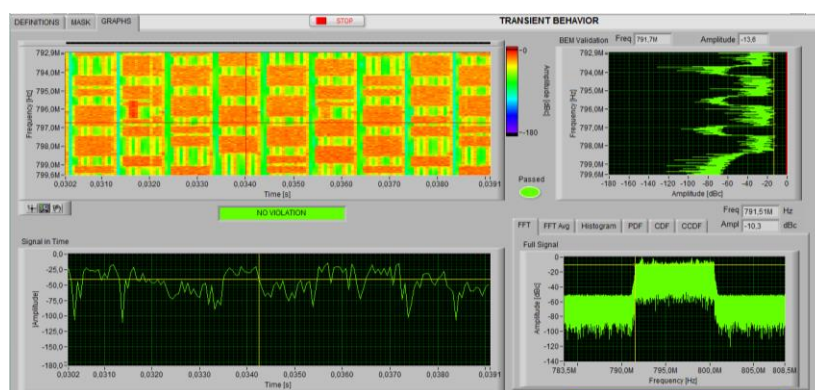 DEFINITIONS MASK GRAPHS
STOP
TRANSIENT BEHAVIOR
792,9M
794,0M
795,0M
796,0M
797,0M
798,0M
799,0M
799,6M
Frequency [Hz]
0,0302 0,0310 0,0320 0,0330 0,0340 0,0350 0,0360 0,0370 0,0380 0,0391
Time [s]
-0
-180
Amplitude [dBc]
BEM Validation Freq 791,7M Amplitude -13,6
792,9M
794,0M
795,0M
796,0M
797,0M
798,0M
799,0M
799,6M
Frequency [Hz]
-180 -160 -140 -120 -100 -80 -60 -40 -20 0
Amplitude [dBc]
Passed
NO VIOLATION
Freq 791,51M Hz
Ampl -10,3 dBc
FFT FFT Avg Histogram PDF CDF CCDF
Signal in Time
0,0
-25,0
-50,0
-75,0
-100,0
-125,0
-150,0
-180,0
|Amplitude|
0,0302 0,0310 0,0320 0,0330 0,0340 0,0350 0,0360 0,0370 0,0380 0,0391
Time [s]
Full Signal
0
-20
-40
-60
-80
-100
-120
-140
Amplitude [dBc]
783,5M 790,0M 795,0M 800,0M 805,0M 808,5M
Frequency [Hz]